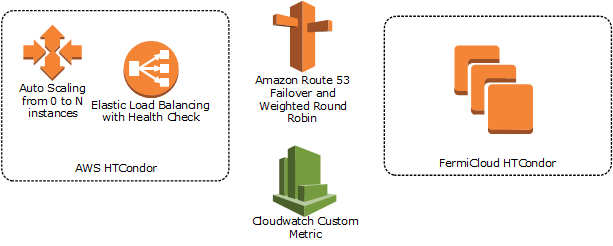 Auto Scaling
from 0 to N
instances
Elastic Load Balancing
with Health Check
AWS HTCondor
Amazon Route 53
Failover and
Weighted Round
Robin
Cloudwatch Custom
Metric
FermiCloud HTCondor